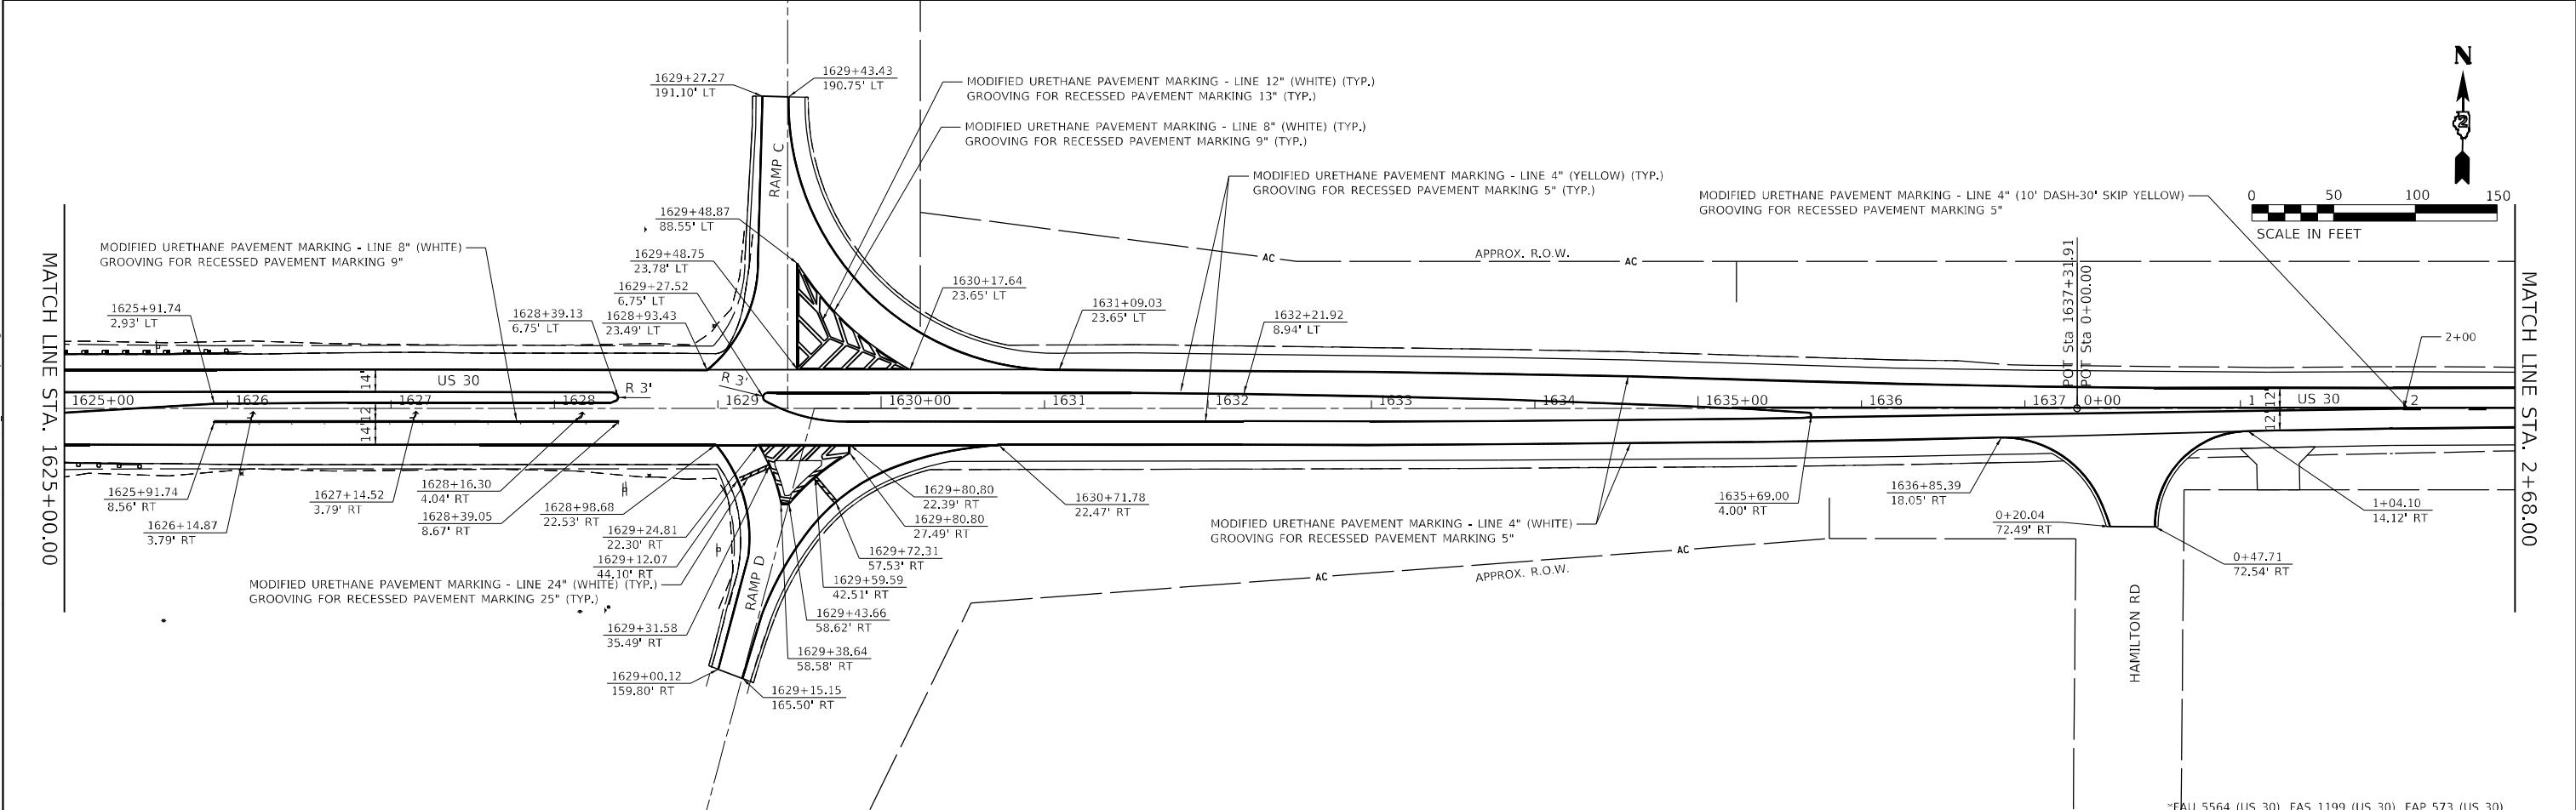 1629+27.27
191.10' LT
1629+43.43
190.75' LT
MODIFIED URETHANE PAVEMENT MARKING - LINE 12" (WHITE) (TYP.)
GROOVING FOR RECESSED PAVEMENT MARKING 13" (TYP.)
MODIFIED URETHANE PAVEMENT MARKING - LINE 8" (WHITE) (TYP.)
GROOVING FOR RECESSED PAVEMENT MARKING 9" (TYP.)
MODIFIED URETHANE PAVEMENT MARKING - LINE 4" (YELLOW) (TYP.)
GROOVING FOR RECESSED PAVEMENT MARKING 5" (TYP.)
MODIFIED URETHANE PAVEMENT MARKING - LINE 4" (10' DASH-30' SKIP YELLOW)
GROOVING FOR RECESSED PAVEMENT MARKING 5"
N
2
0 50 100 150
SCALE IN FEET
RAMP C
1629+48.87
88.55' LT
MODIFIED URETHANE PAVEMENT MARKING - LINE 8" (WHITE)
GROOVING FOR RECESSED PAVEMENT MARKING 9"
1629+48.75
23.78' LT
1629+27.52
6.75' LT
1625+91.74
2.93' LT
1628+39.13
6.75' LT
1628+93.43
23.49' LT
1630+17.64
23.65' LT
1631+09.03
23.65' LT
1632+21.92
8.94' LT
AC
APPROX. R.O.W.
AC
POT Sta 1637+31.91
POT Sta 0+00.00
2+00
MATCH LINE STA. 1625+00.00
MATCH LINE STA. 2+68.00
14'
US 30
R 3'
R 3'
US 30
12' 12'
14' 12'
1625+00 1626 1627 1628 1629 1630+00 1631 1632 1633 1634 1635+00 1636 1637 0+00 1 2
1625+91.74
8.56' RT
1626+14.87
3.79' RT
1627+14.52
3.79' RT
1628+16.30
4.04' RT
1628+39.05
8.67' RT
1628+98.68
22.53' RT
1629+24.81
22.30' RT
1629+12.07
44.10' RT
MODIFIED URETHANE PAVEMENT MARKING - LINE 24" (WHITE) (TYP.)
GROOVING FOR RECESSED PAVEMENT MARKING 25" (TYP.)
1629+31.58
35.49' RT
1629+00.12
159.80' RT
RAMP D
1629+15.15
165.50' RT
1629+38.64
58.58' RT
1629+43.66
58.62' RT
1629+59.59
42.51' RT
1629+72.31
57.53' RT
1629+80.80
27.49' RT
1629+80.80
22.39' RT
1630+71.78
22.47' RT
MODIFIED URETHANE PAVEMENT MARKING - LINE 4" (WHITE)
GROOVING FOR RECESSED PAVEMENT MARKING 5"
AC
APPROX. R.O.W.
AC
1635+69.00
4.00' RT
1636+85.39
18.05' RT
0+20.04
72.49' RT
0+47.71
72.54' RT
1+04.10
14.12' RT
HAMILTON RD
*FAU 5564 (US 30), FAS 1199 (US 30), FAP 573 (US 30)